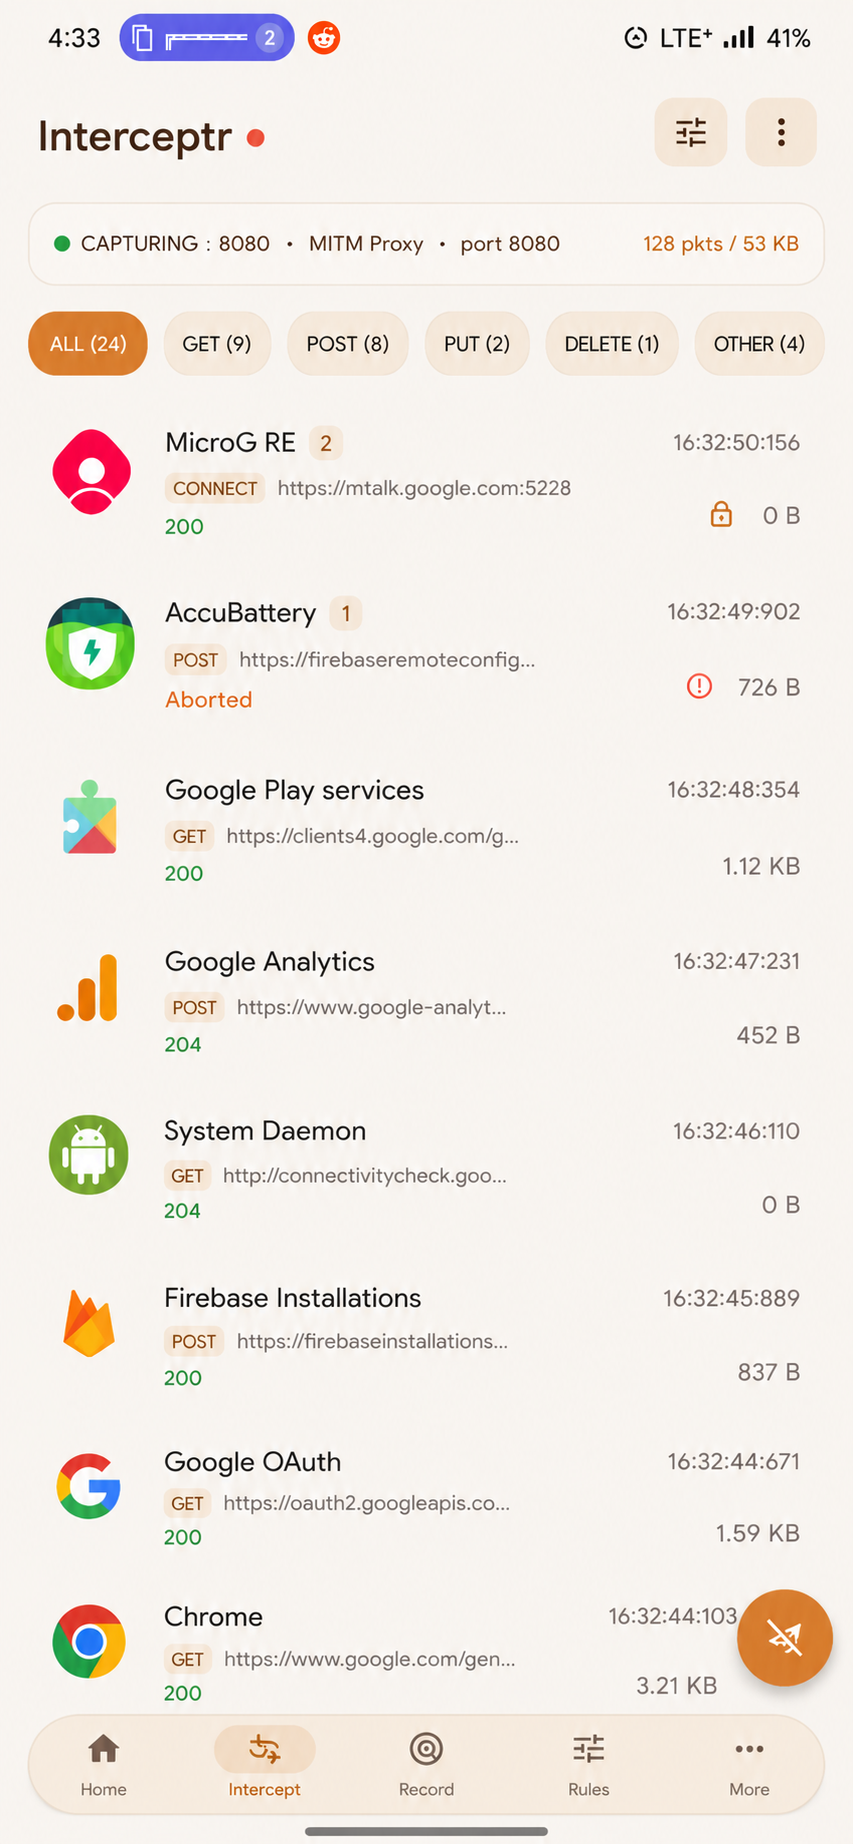 4:33 2 LTE+ 41%
Interceptr
CAPTURING : 8080 • MITM Proxy • port 8080 128 pkts / 53 KB
ALL (24) GET (9) POST (8) PUT (2) DELETE (1) OTHER (4)
MicroG RE 2 16:32:50:156
CONNECT https://mtalk.google.com:5228
200 0 B
AccuBattery 1 16:32:49:902
POST https://firebaseremoteconfig...
Aborted 726 B
Google Play services 16:32:48:354
GET https://clients4.google.com/g...
200 1.12 KB
Google Analytics 16:32:47:231
POST https://www.google-analyt...
204 452 B
System Daemon 16:32:46:110
GET http://connectivitycheck.goo...
204 0 B
Firebase Installations 16:32:45:889
POST https://firebaseinstallations...
200 837 B
Google OAuth 16:32:44:671
GET https://oauth2.googleapis.co...
200 1.59 KB
Chrome 16:32:44:103
GET https://www.google.com/gen...
200 3.21 KB
Home Intercept Record Rules More